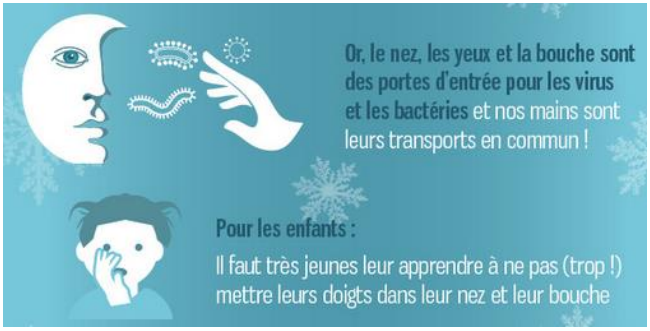 Or, le nez, les yeux et la bouche sont
des portes d'entrée pour les virus
et les bactéries et nos mains sont
leurs transports en commun !
Pour les enfants :
Il faut très jeunes leur apprendre à ne pas (trop !)
mettre leurs doigts dans leur nez et leur bouche